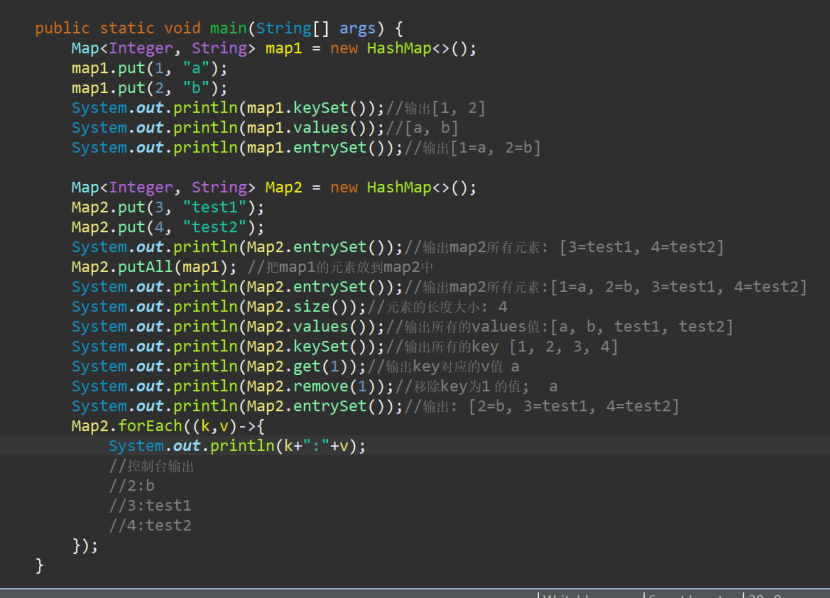 public static void main(String[] args) {
Map<Integer, String> map1 = new HashMap<>();
map1.put(1, "a");
map1.put(2, "b");
System.out.println(map1.keySet());//输出[1, 2]
System.out.println(map1.values());//[a, b]
System.out.println(map1.entrySet());//输出[1=a, 2=b]
Map<Integer, String> Map2 = new HashMap<>();
Map2.put(3, "test1");
Map2.put(4, "test2");
System.out.println(Map2.entrySet());//输出map2所有元素: [3=test1, 4=test2]
Map2.putAll(map1); //把map1的元素放到map2中
System.out.println(Map2.entrySet());//输出map2所有元素:[1=a, 2=b, 3=test1, 4=test2]
System.out.println(Map2.size());//元素的长度大小: 4
System.out.println(Map2.values());//输出所有的values值:[a, b, test1, test2]
System.out.println(Map2.keySet());//输出所有的key [1, 2, 3, 4]
System.out.println(Map2.get(1));//输出key对应的v值 a
System.out.println(Map2.remove(1));//移除key为1的值; a
System.out.println(Map2.entrySet());//输出: [2=b, 3=test1, 4=test2]
Map2.forEach((k,v)->{
System.out.println(k+":"+v);
//控制台输出
//2:b
//3:test1
//4:test2
});
}